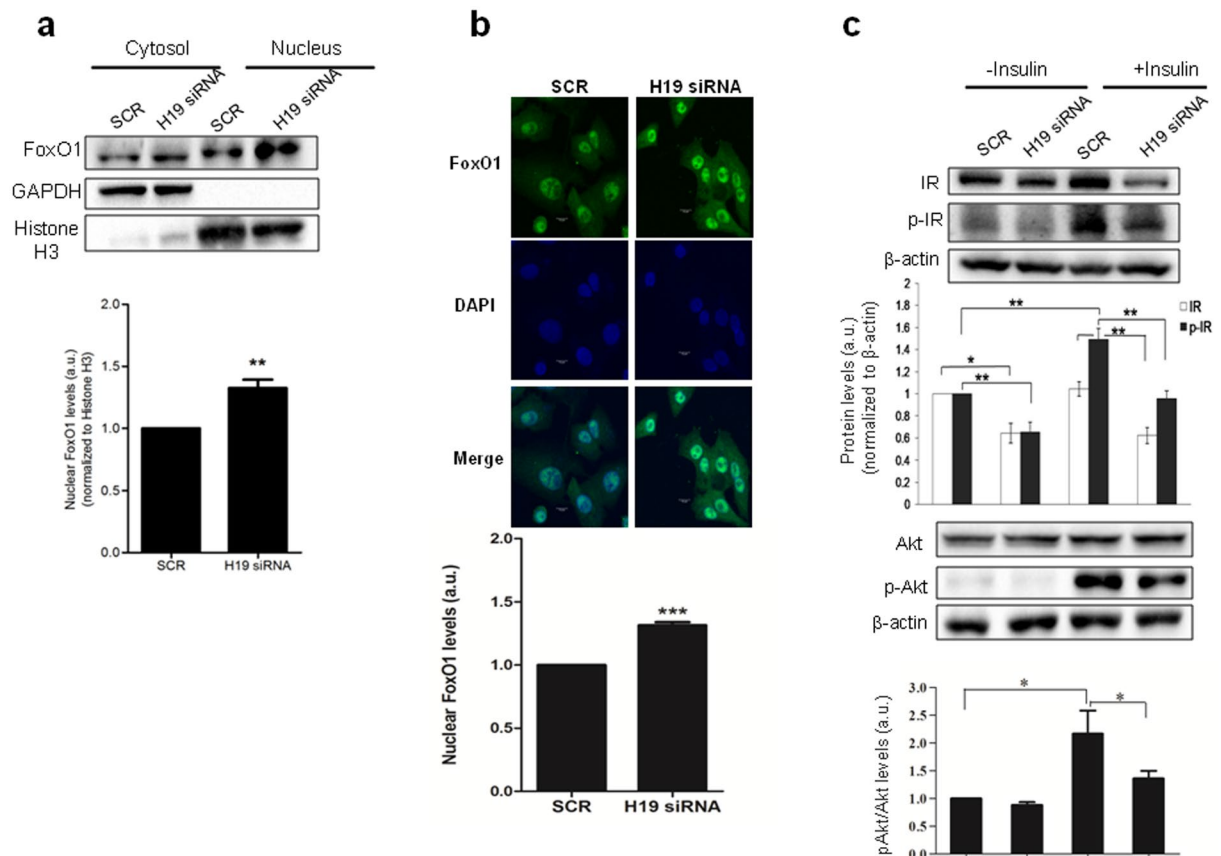 a
Cytosol Nucleus
SCR H19 siRNA SCR H19 siRNA
FoxO1
GAPDH
Histone
H3
Nuclear FoxO1 levels (a.u.)
(normalized to Histone H3)
2.0
1.5
1.0
0.5
0.0
**
SCR H19 siRNA
b
SCR H19 siRNA
FoxO1
DAPI
Merge
Nuclear FoxO1 levels (a.u.)
2.0
1.5
1.0
0.5
0.0
***
SCR H19 siRNA
c
-Insulin +Insulin
SCR H19 siRNA SCR H19 siRNA
IR
p-IR
β-actin
Protein levels (a.u.)
(normalized to β-actin)
2
1.8
1.6
1.4
1.2
1
0.8
0.6
0.4
0.2
0
** ** **
* **
IR
p-IR
Akt
p-Akt
β-actin
pAkt/Akt levels (a.u.)
3.0
2.5
2.0
1.5
1.0
0.5
0.0
* *